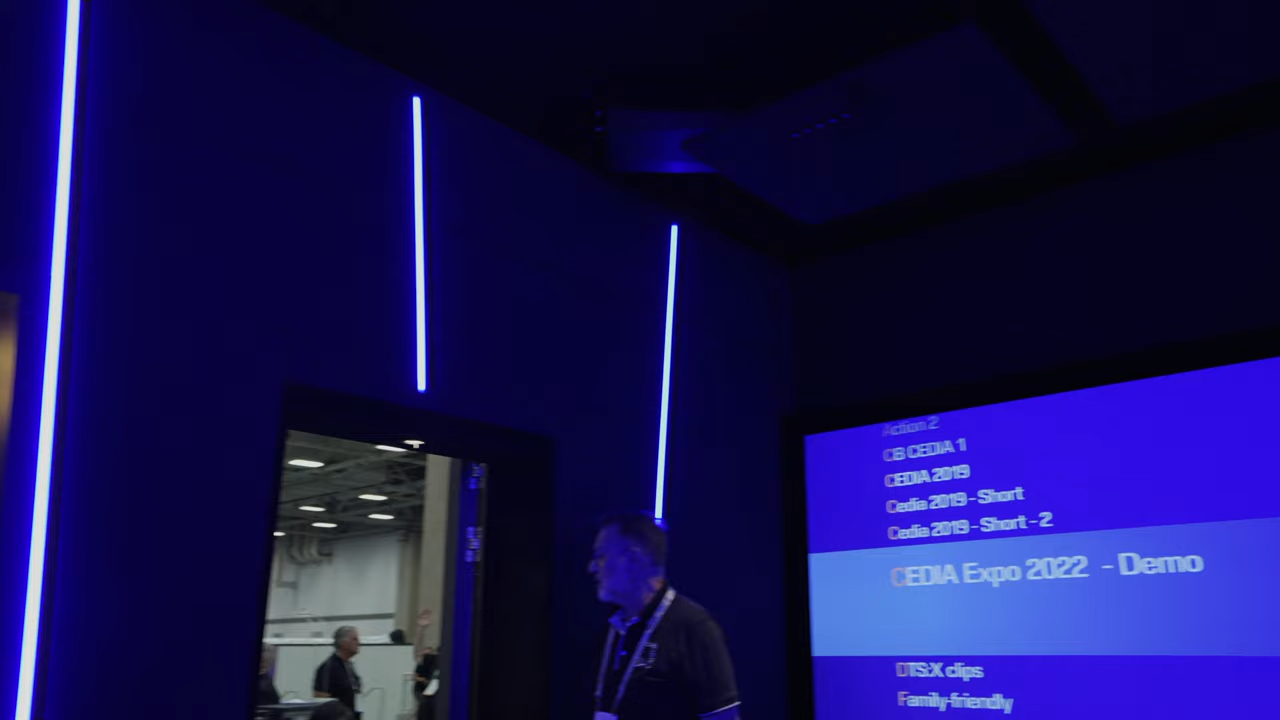 Action 2
CB CEDIA 1
CEDIA 2019
Cedia 2019 - Short
Cedia 2019 - Short - 2
CEDIA Expo 2022 - Demo
DTS:X clips
Family-friendly